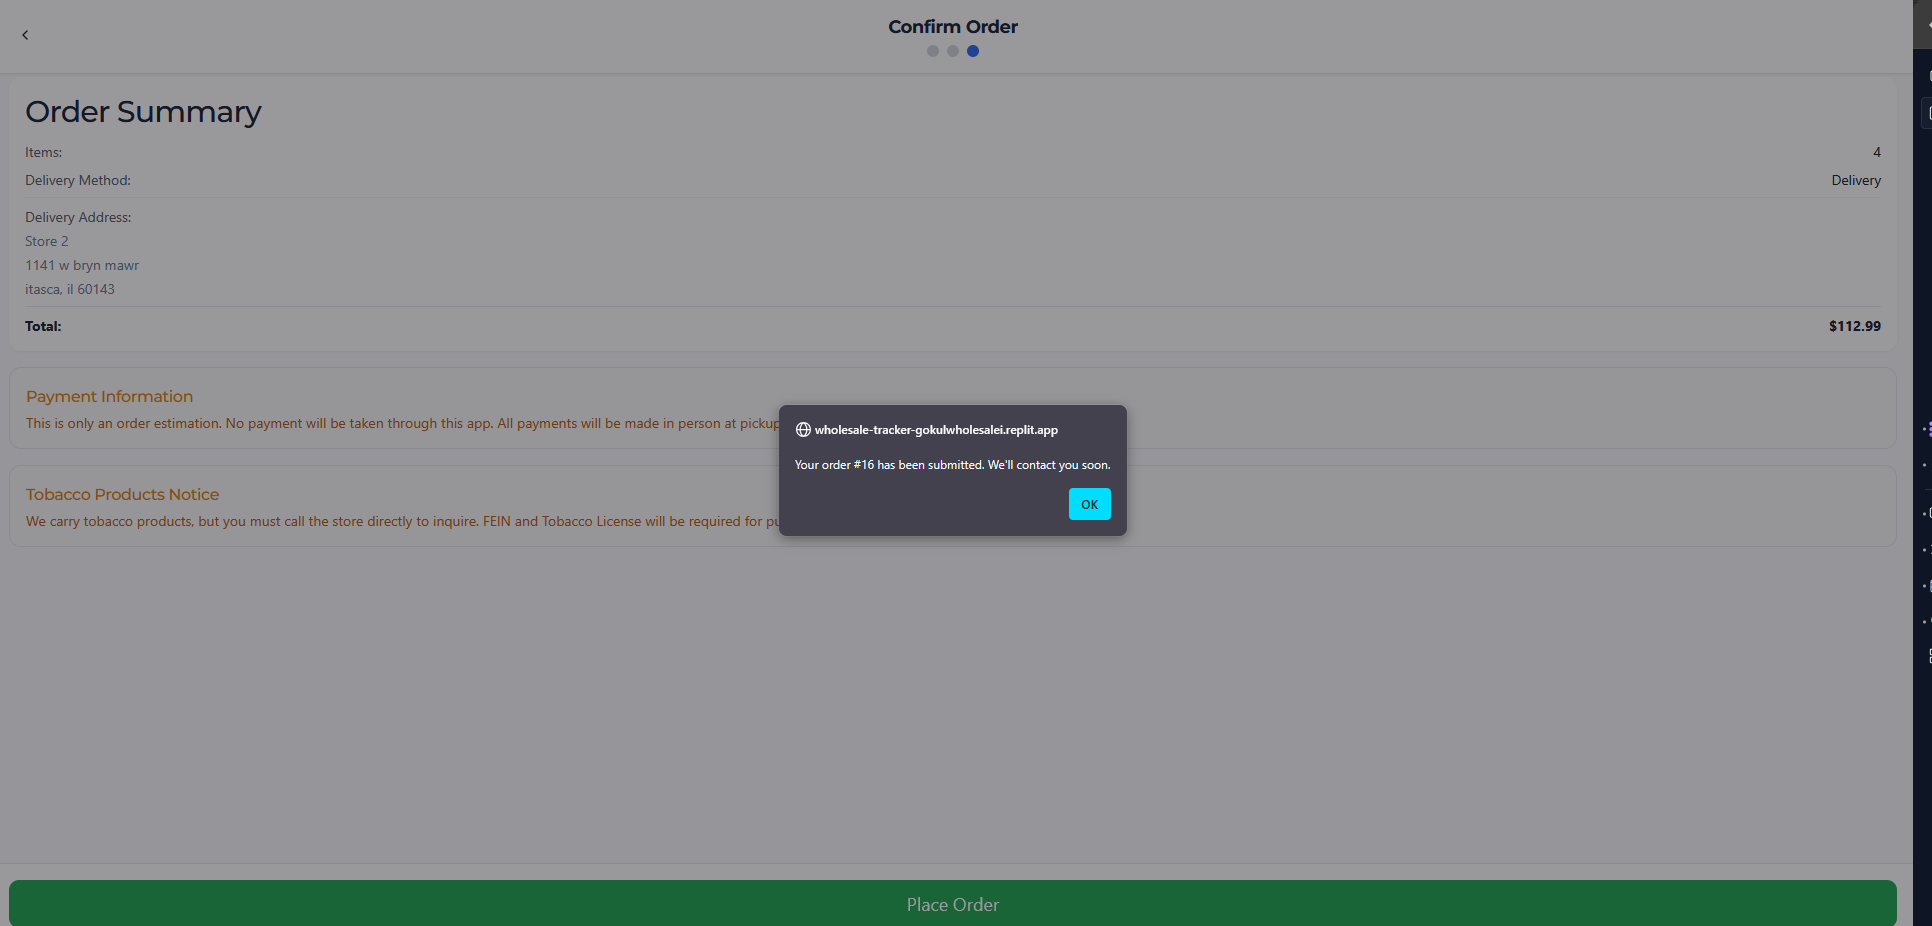 Confirm Order
Order Summary
Items:
4
Delivery Method:
Delivery
Delivery Address:
Store 2
1141 w bryn mawr
itasca, il 60143
Total:
$112.99
Payment Information
This is only an order estimation. No payment will be taken through this app. All payments will be made in person at pickup
Tobacco Products Notice
We carry tobacco products, but you must call the store directly to inquire. FEIN and Tobacco License will be required for
wholesale-tracker-gokulwholesalei.replit.app
Your order #16 has been submitted. We'll contact you soon.
OK
Place Order